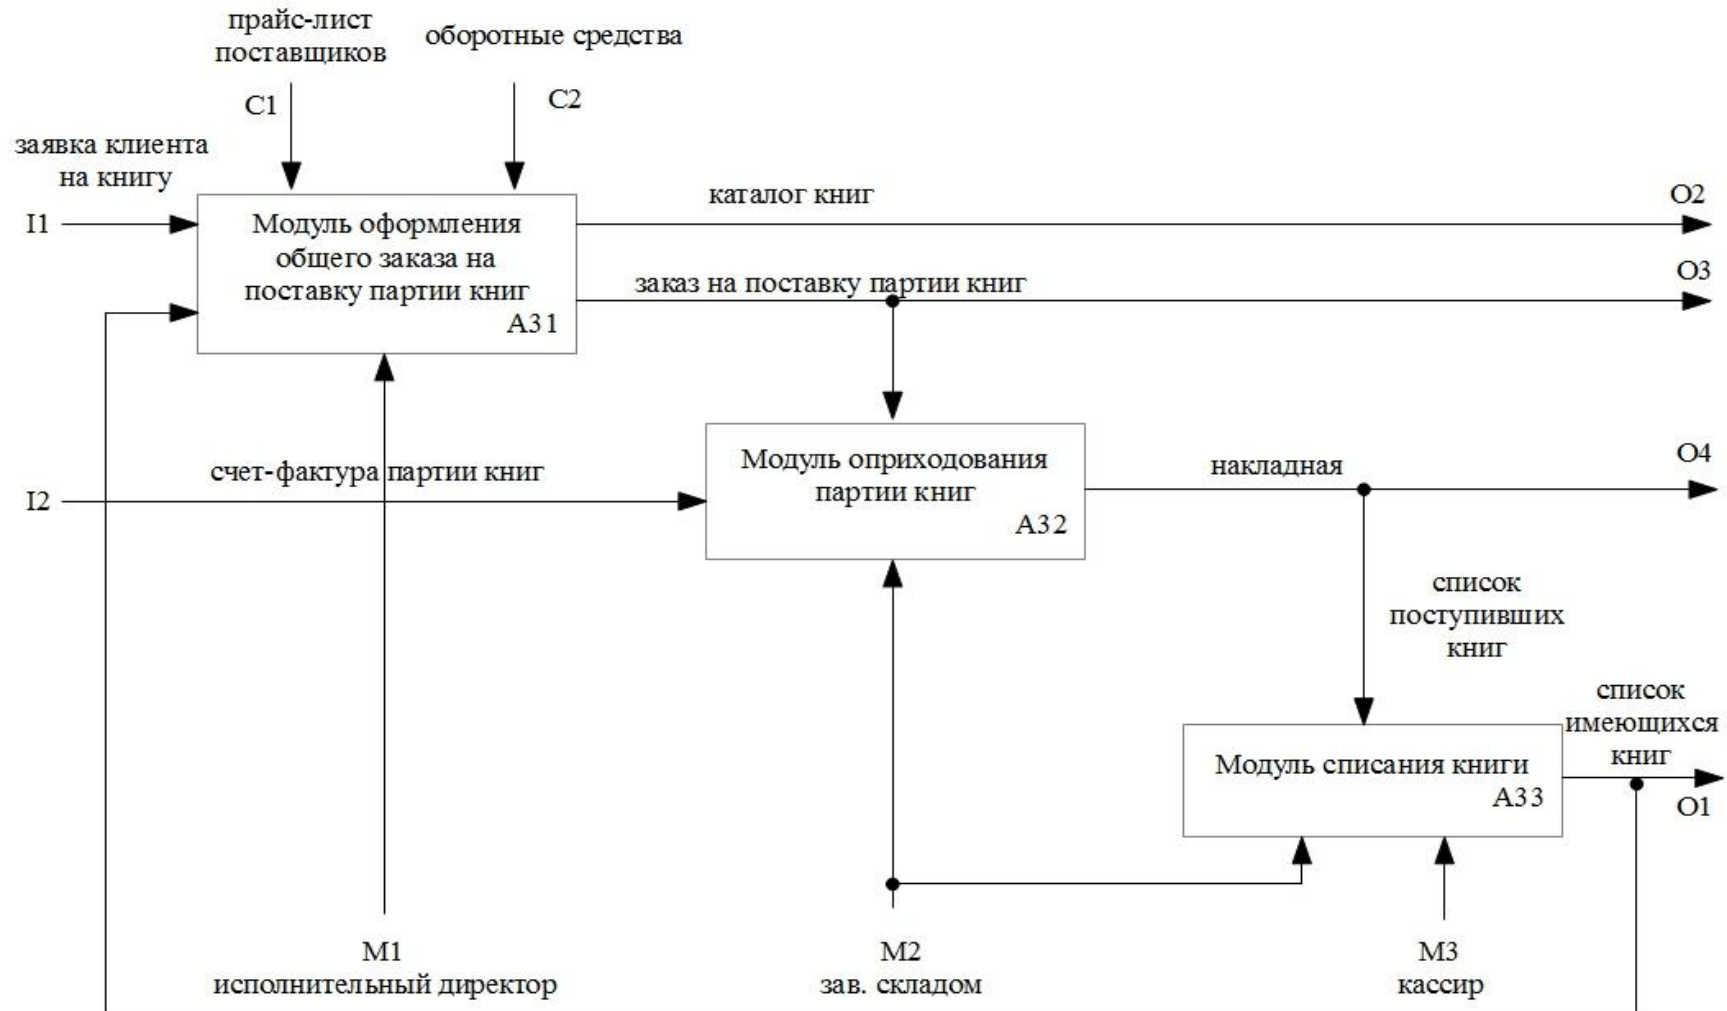 прайс-лист
поставщиков
оборотные средства
C1
C2
заявка клиента
на книгу
I1
Модуль оформления
общего заказа на
поставку партии книг
A31
каталог книг
O2
заказ на поставку партии книг
O3
счет-фактура партии книг
I2
Модуль оприходования
партии книг
A32
накладная
O4
список
поступивших
книг
список
имеющихся
книг
Модуль списания книги
A33
O1
M1
исполнительный директор
M2
зав. складом
M3
кассир